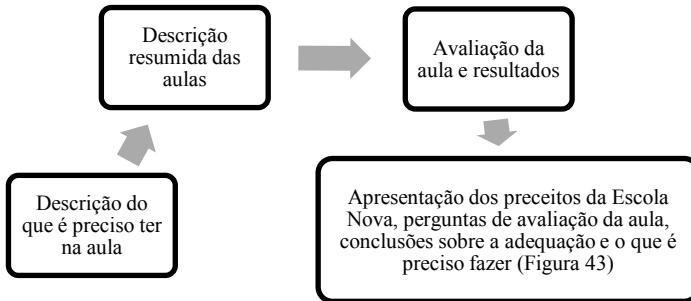 Descrição
resumida das
aulas
Avaliação da
aula e resultados
Descrição do
que é preciso ter
na aula
Apresentação dos preceitos da Escola
Nova, perguntas de avaliação da aula,
conclusões sobre a adequação e o que é
preciso fazer (Figura 43)